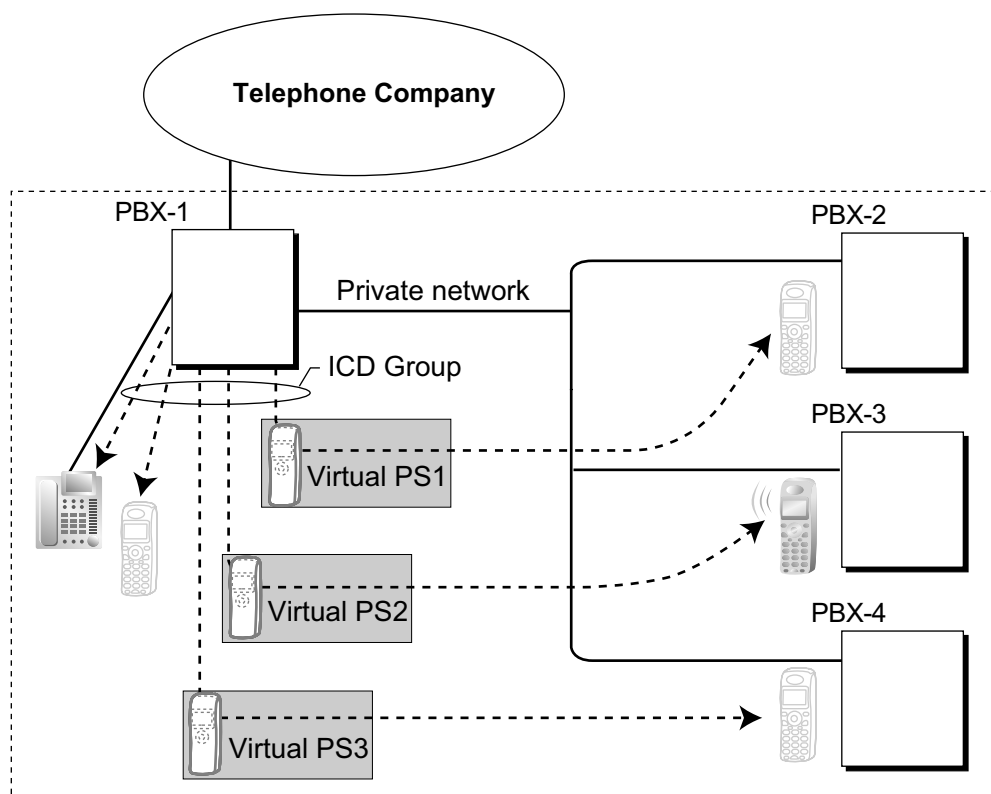 Telephone Company
PBX-1
PBX-2
Private network
ICD Group
PBX-3
Virtual PS1
Virtual PS2
PBX-4
Virtual PS3